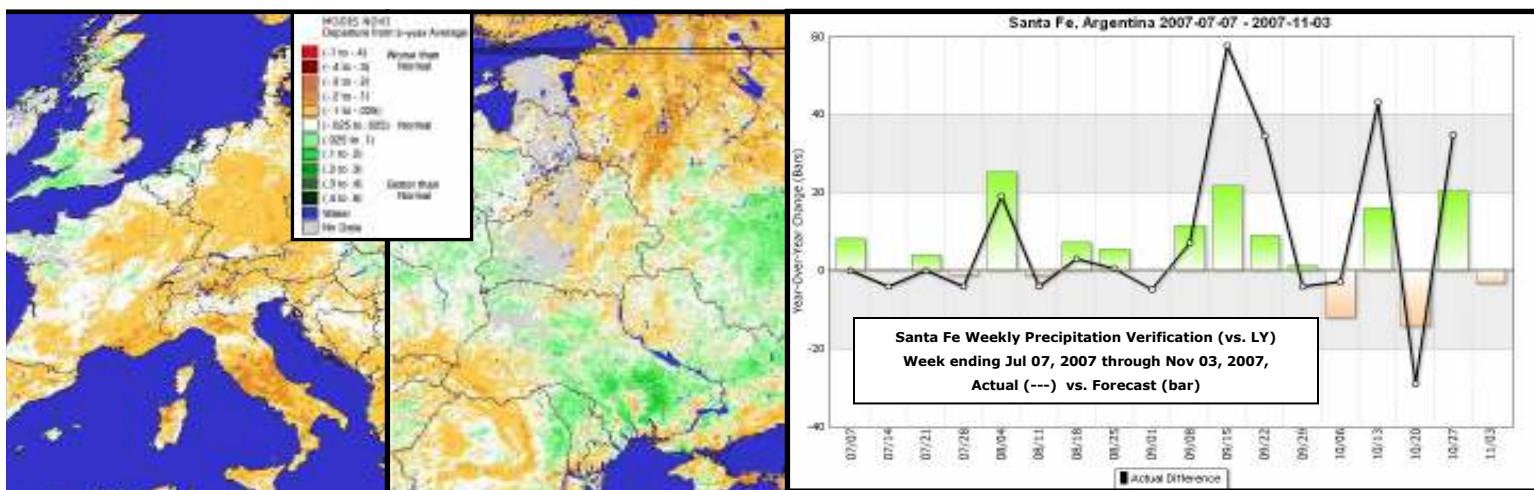 MODIS NDVI
Departure from 5-year Average
Worse than
Normal
Normal
Better than
Normal
Water
No Data
Santa Fe, Argentina 2007-07-07 - 2007-11-03
Year-Over-Year Change (Bars)
60
40
20
0
-20
-40
Santa Fe Weekly Precipitation Verification (vs. LY)
Week ending Jul 07, 2007 through Nov 03, 2007,
Actual (---) vs. Forecast (bar)
07/07
07/14
07/21
07/28
08/04
08/11
08/18
08/25
09/01
09/08
09/15
09/22
09/29
10/06
10/13
10/20
10/27
11/03
Actual Difference